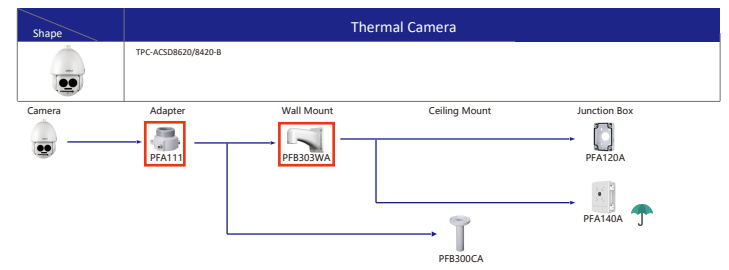 Shape
Thermal Camera
TPC-ACSD8620/8420-B
Camera
Adapter
Wall Mount
Ceiling Mount
Junction Box
PFA111
PFB303WA
PFA120A
PFA140A
PFB300CA